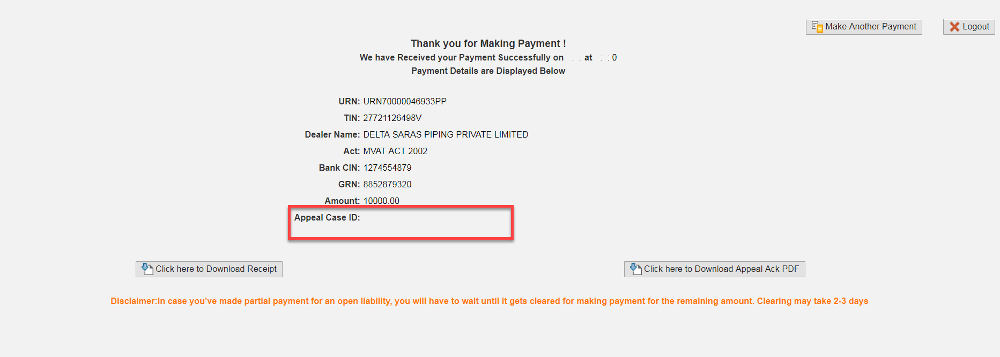 Make Another Payment
Logout
Thank you for Making Payment !
We have Received your Payment Successfully on . . at : : 0
Payment Details are Displayed Below
URN: URN70000046933PP
TIN: 27721126498V
Dealer Name: DELTA SARAS PIPING PRIVATE LIMITED
Act: MVAT ACT 2002
Bank CIN: 1274554879
GRN: 8852879320
Amount: 10000.00
Appeal Case ID:
Click here to Download Receipt
Click here to Download Appeal Ack PDF
Disclaimer:In case you’ve made partial payment for an open liability, you will have to wait until it gets cleared for making payment for the remaining amount. Clearing may take 2-3 days